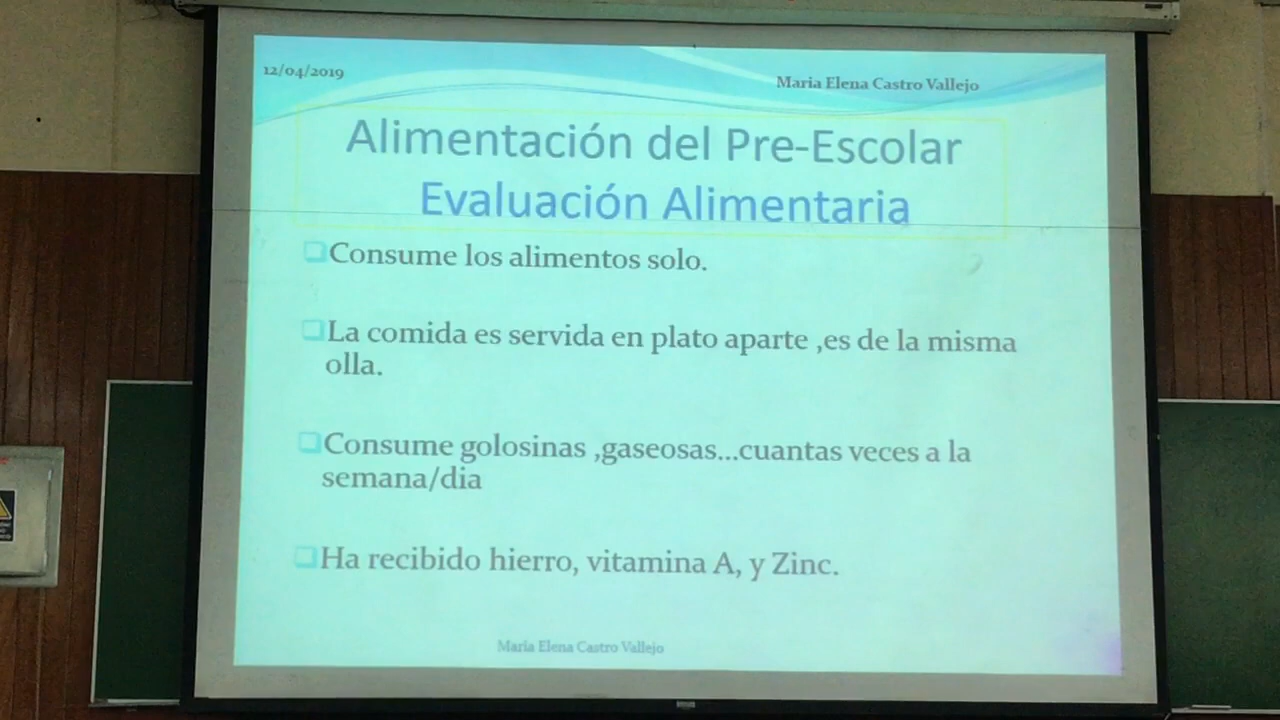 12/04/2019
Maria Elena Castro Vallejo
Alimentación del Pre-Escolar
Evaluación Alimentaria
Consume los alimentos solo.
La comida es servida en plato aparte ,es de la misma
olla.
Consume golosinas ,gaseosas...cuantas veces a la
semana/dia
Ha recibido hierro, vitamina A, y Zinc.
Maria Elena Castro Vallejo